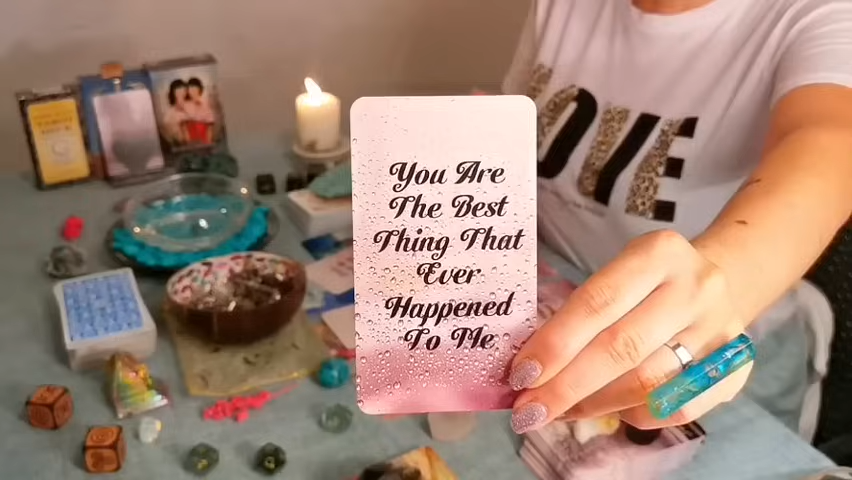 You Are
The Best
Thing That
Ever
Happened
To Me